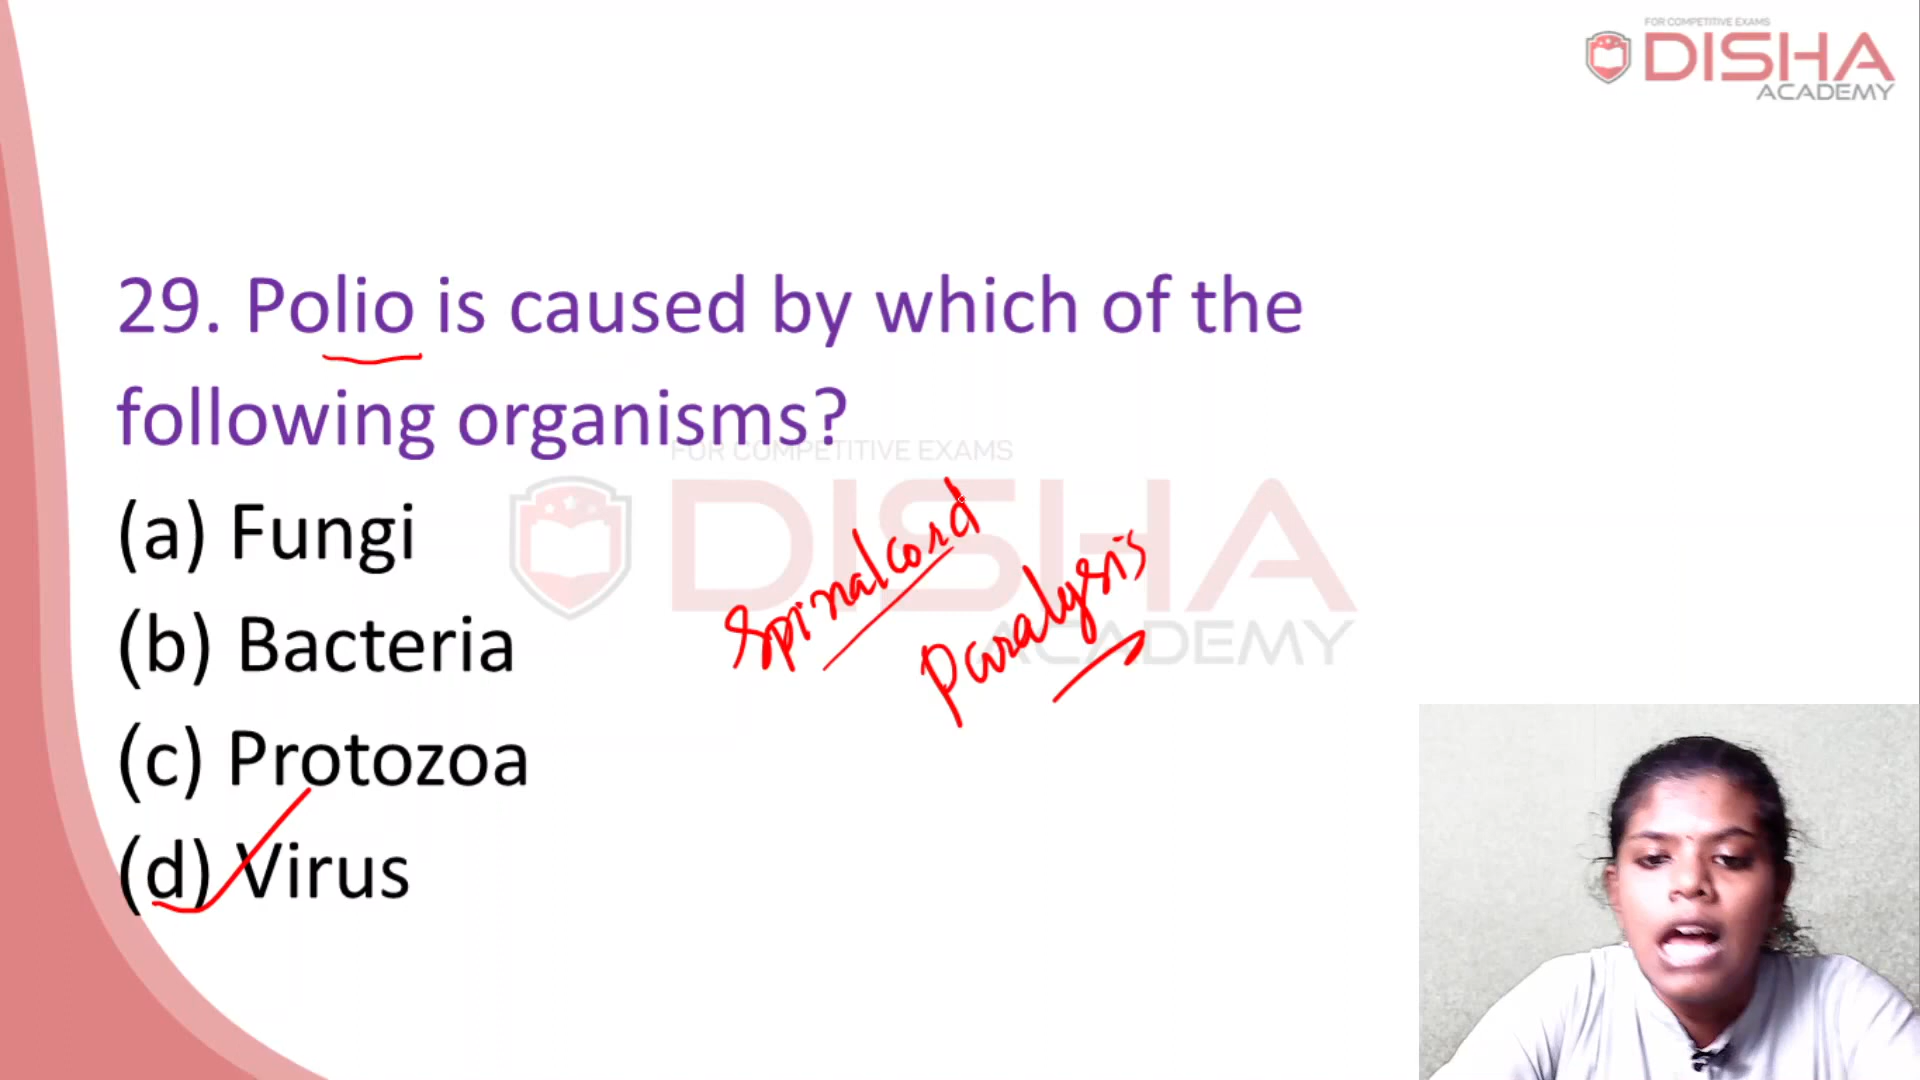 FOR COMPETITIVE EXAMS
DISHA
ACADEMY
29. Polio is caused by which of the
following organisms?
FOR COMPETITIVE EXAMS
DISHA
ACADEMY
(a) Fungi
(b) Bacteria
(c) Protozoa
(d) Virus
Spinalcord
Paralysis